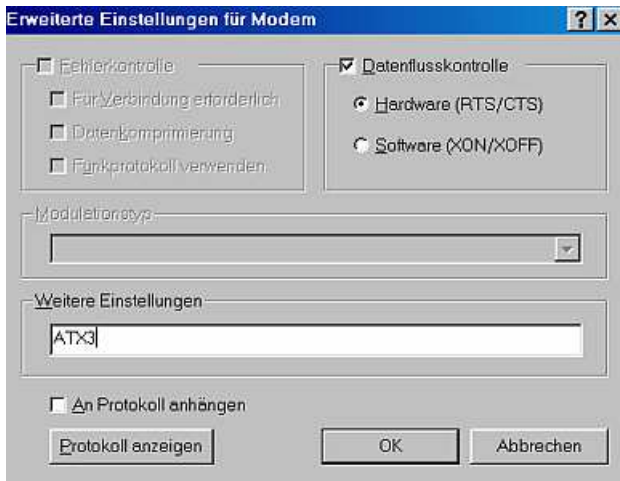 Erweiterte Einstellungen für Modem
Fehlerkontrolle
Für Verbindung erforderlich
Datenkomprimierung
Funkprotokoll verwenden
Datenflusskontrolle
Hardware (RTS/CTS)
Software (XON/XOFF)
Modulationstyp
Weitere Einstellungen
ATX3
An Protokoll anhängen
Protokoll anzeigen
OK
Abbrechen